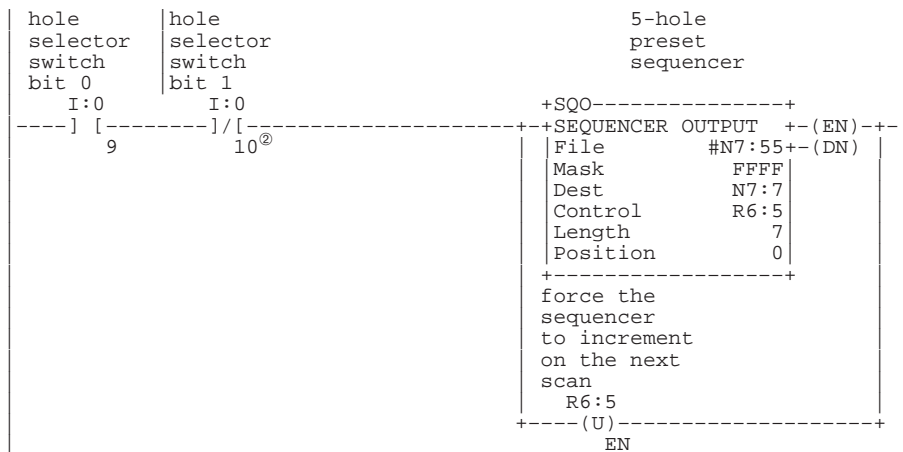 | hole |hole 5-hole
| selector |selector preset
| switch |switch sequencer
| bit 0 |bit 1
| I:0 I:0 +SQO---------------+
|----] [--------]/[----------------------+-+SEQUENCER OUTPUT +-(EN)-+-
| 9 10② | |File #N7:55+-(DN) |
| | |Mask FFFF| |
| | |Dest N7:7| |
| | |Control R6:5| |
| | |Length 7| |
| | |Position 0| |
| | +------------------+ |
| | force the |
| | sequencer |
| | to increment |
| | on the next |
| | scan |
| | R6:5 |
| +----(U)---------------------+
| EN